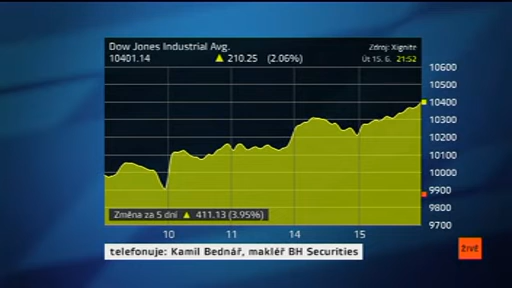 Dow Jones Industrial Avg.
Zdroj: Xignite
10401.14 ▲ 210.25 (2.06%)
Út 15. 6. 21:52
10600
10500
10400
10300
10200
10100
10000
9900
9800
9700
Změna za 5 dní ▲ 411.13 (3.95%)
10 11 14 15
telefonuje: Kamil Bednář, makléř BH Securities
ŽIVĚ